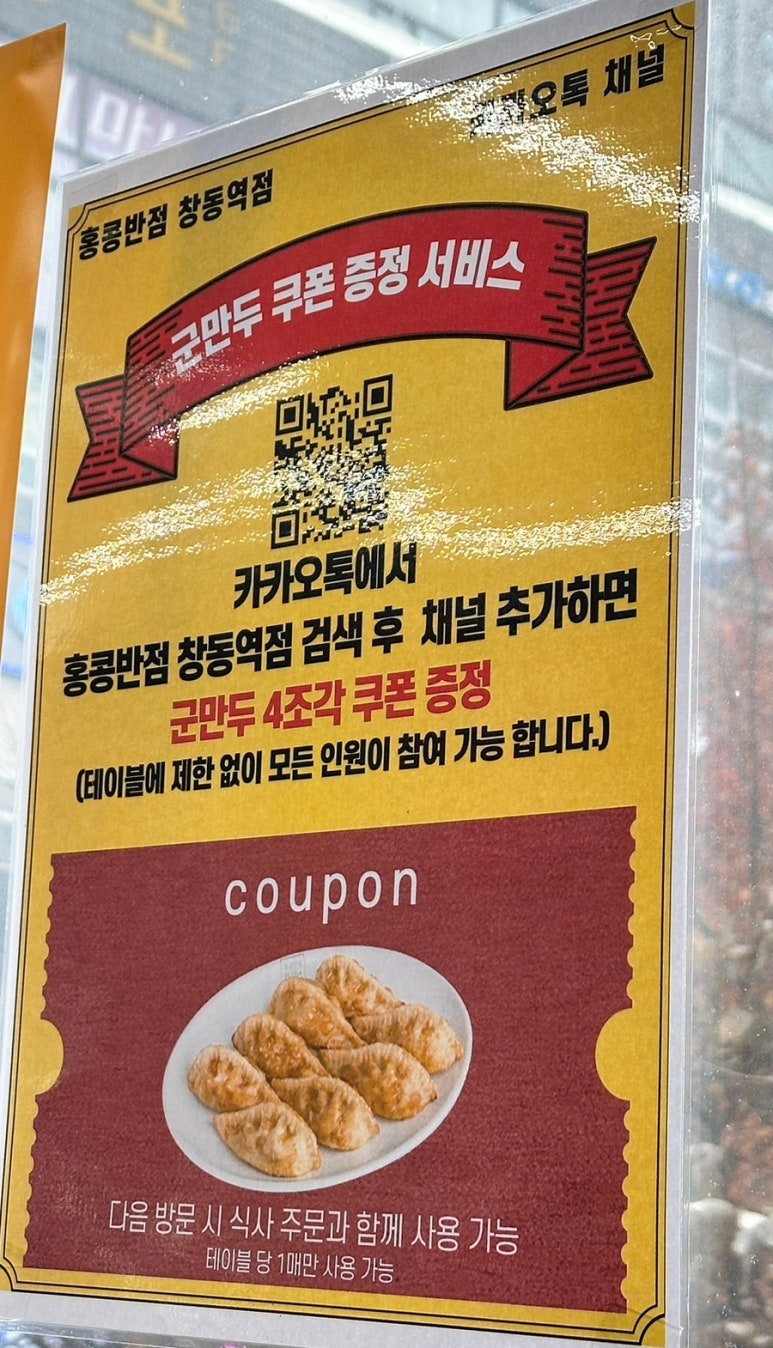 홍콩반점 창동역점
카카오톡 채널
군만두 쿠폰 증정 서비스
카카오톡에서
홍콩반점 창동역점 검색 후 채널 추가하면
군만두 4조각 쿠폰 증정
(테이블에 제한 없이 모든 인원이 참여 가능 합니다.)
coupon
다음 방문 시 식사 주문과 함께 사용 가능
테이블 당 1매만 사용 가능